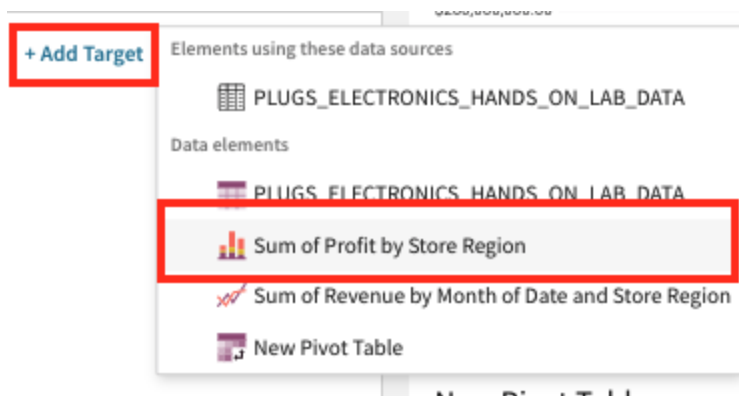 + Add Target
Elements using these data sources
PLUGS_ELECTRONICS_HANDS_ON_LAB_DATA
Data elements
PLUGS_ELECTRONICS_HANDS_ON_LAB_DATA
Sum of Profit by Store Region
Sum of Revenue by Month of Date and Store Region
New Pivot Table